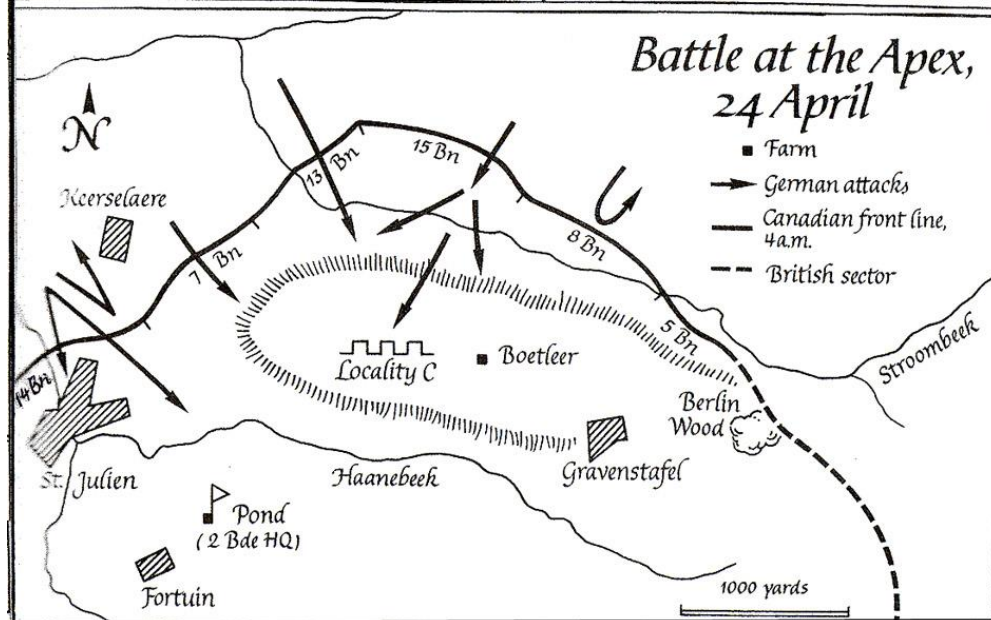 Battle at the Apex,
24 April
Farm
German attacks
Canadian front line,
4 a.m.
British sector
N
Keerselaere
13 Bn
15 Bn
7 Bn
8 Bn
5 Bn
14 Bn
Stroombeek
Locality C
Boetleer
Berlin
Wood
Gravenstafel
St. Julien
Haanebeek
Pond
(2 Bde HQ)
Fortuin
1000 yards